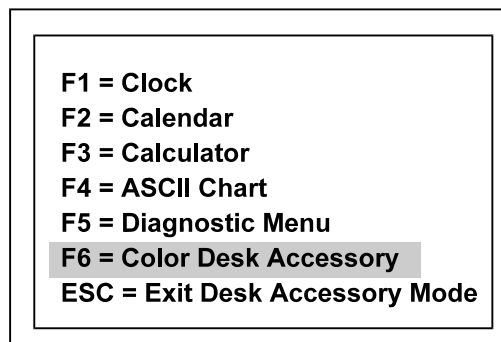 F1 = Clock
F2 = Calendar
F3 = Calculator
F4 = ASCII Chart
F5 = Diagnostic Menu
F6 = Color Desk Accessory
ESC = Exit Desk Accessory Mode